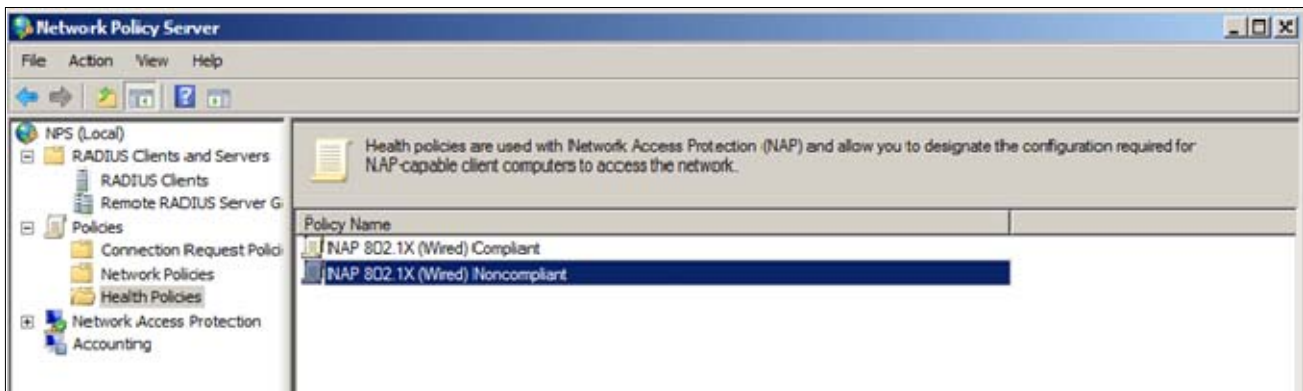 Network Policy Server
File Action View Help
NPS (Local)
RADIUS Clients and Servers
RADIUS Clients
Remote RADIUS Server G
Policies
Connection Request Polici
Network Policies
Health Policies
Network Access Protection
Accounting
Health policies are used with Network Access Protection (NAP) and allow you to designate the configuration required for
NAP-capable client computers to access the network.
Policy Name
NAP 802.1X (Wired) Compliant
NAP 802.1X (Wired) Noncompliant